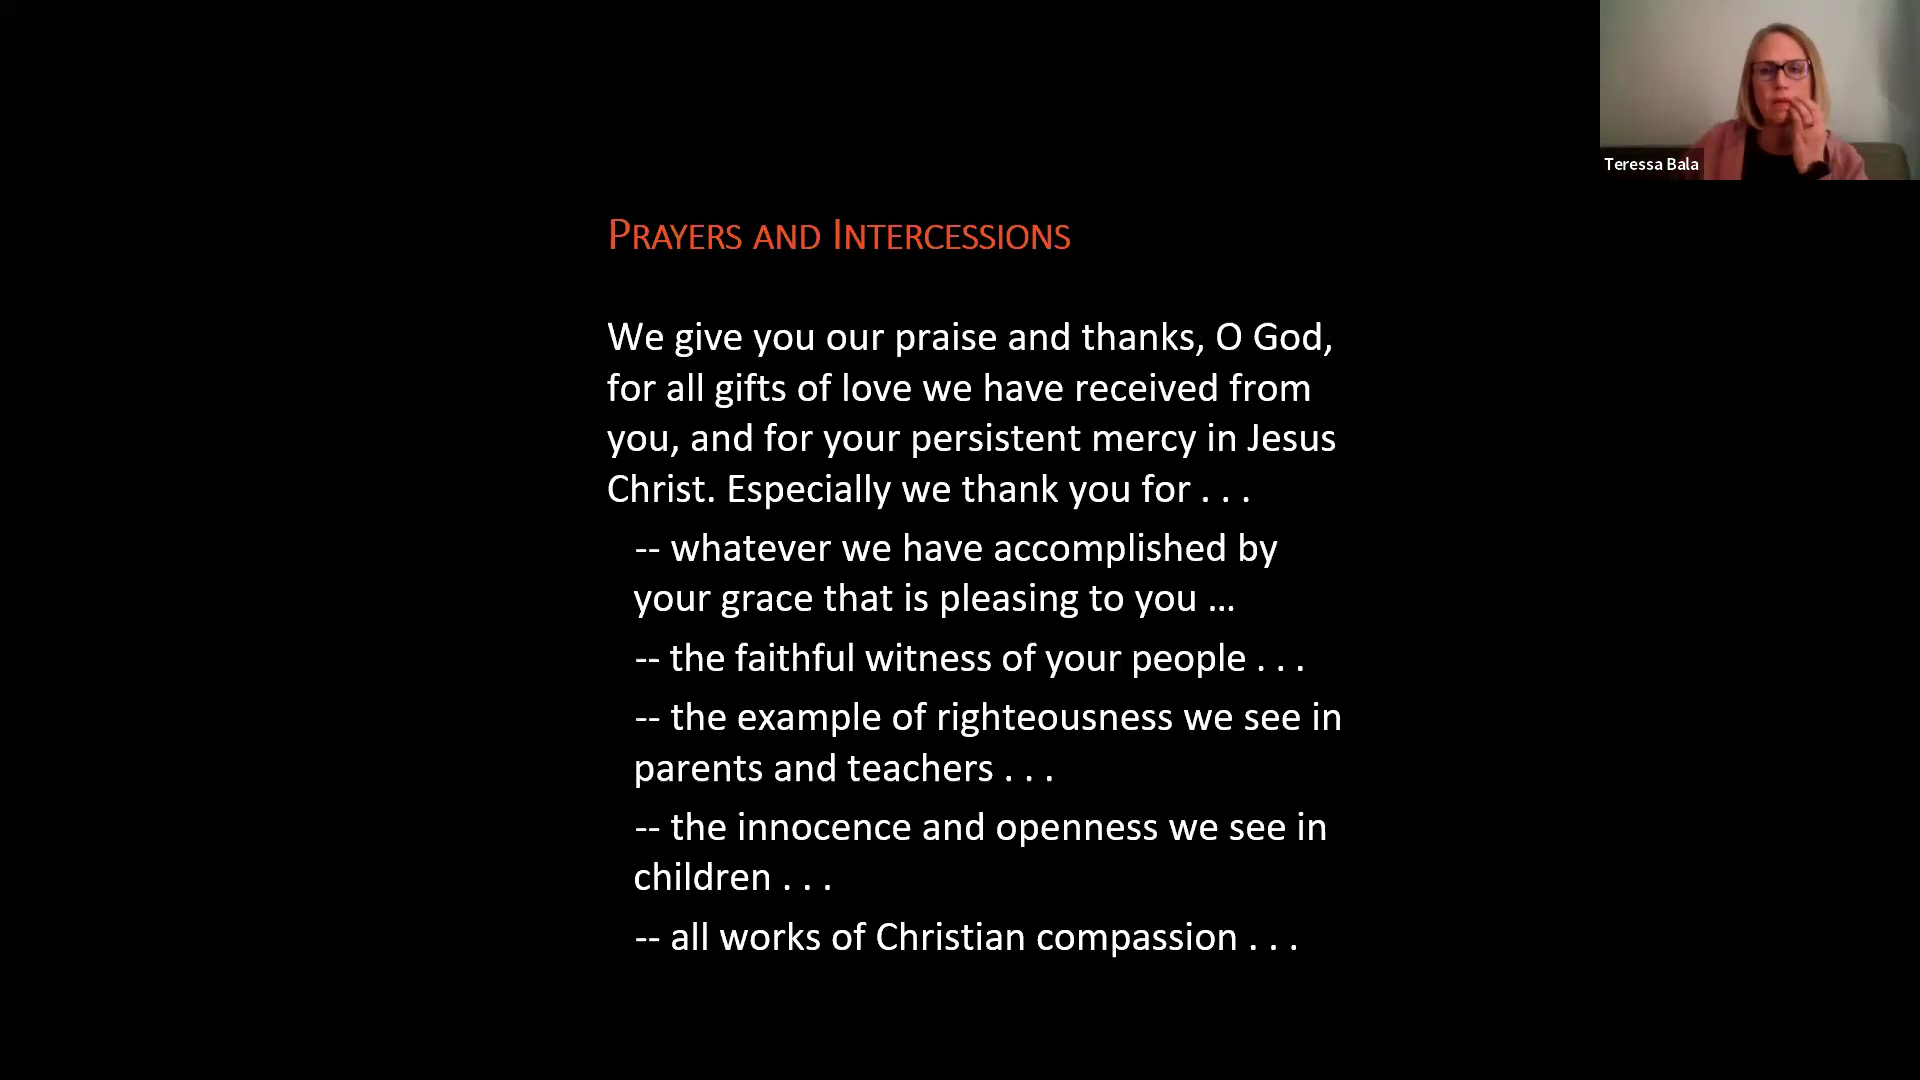 Teressa Bala
PRAYERS AND INTERCESSIONS
We give you our praise and thanks, O God,
for all gifts of love we have received from
you, and for your persistent mercy in Jesus
Christ. Especially we thank you for . . .
-- whatever we have accomplished by
your grace that is pleasing to you …
-- the faithful witness of your people . . .
-- the example of righteousness we see in
parents and teachers . . .
-- the innocence and openness we see in
children . . .
-- all works of Christian compassion . . .